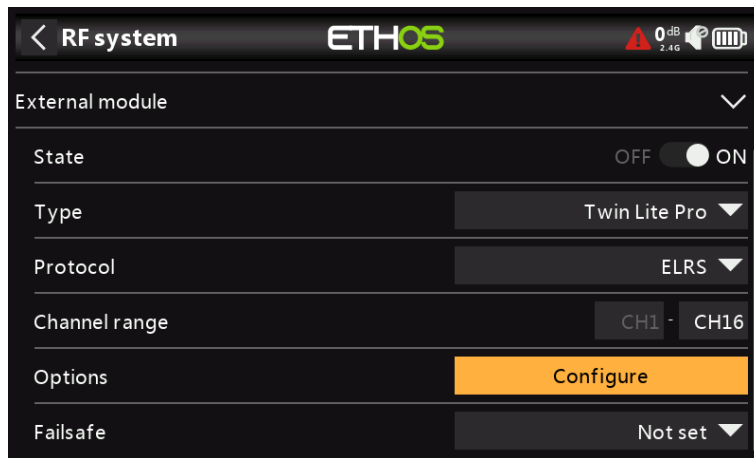 RF system ETHOS 0dB 2.4G
External module
State OFF ON
Type Twin Lite Pro
Protocol ELRS
Channel range CH1 - CH16
Options Configure
Failsafe Not set